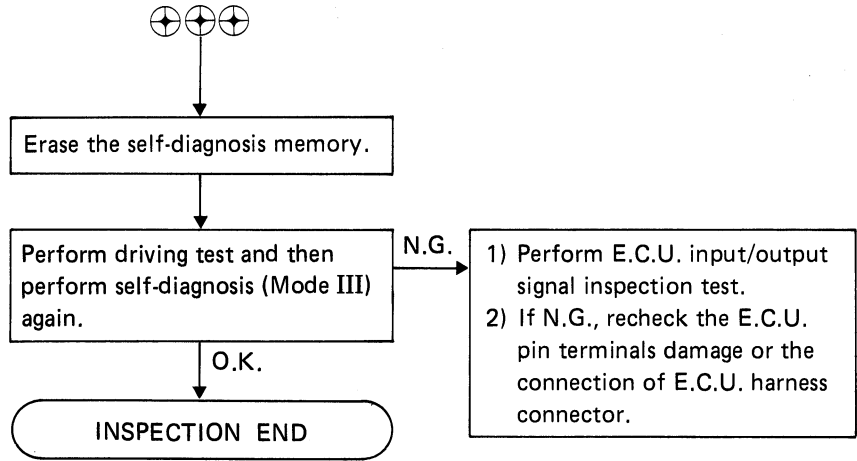 Erase the self-diagnosis memory.
Perform driving test and then
perform self-diagnosis (Mode III)
again.
N.G.
1) Perform E.C.U. input/output
signal inspection test.
2) If N.G., recheck the E.C.U.
pin terminals damage or the
connection of E.C.U. harness
connector.
O.K.
INSPECTION END